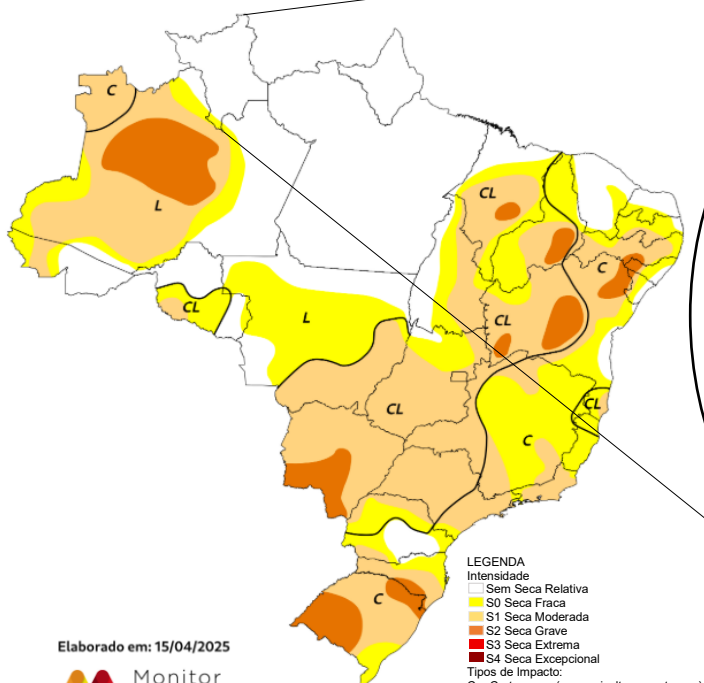 C
L
CL
C
CL
L
CL
CL
CL
C
C
Elaborado em: 15/04/2025
Monitor
LEGENDA
Intensidade
Sem Seca Relativa
S0 Seca Fraca
S1 Seca Moderada
S2 Seca Grave
S3 Seca Extrema
S4 Seca Excepcional
Tipos de Impacto: